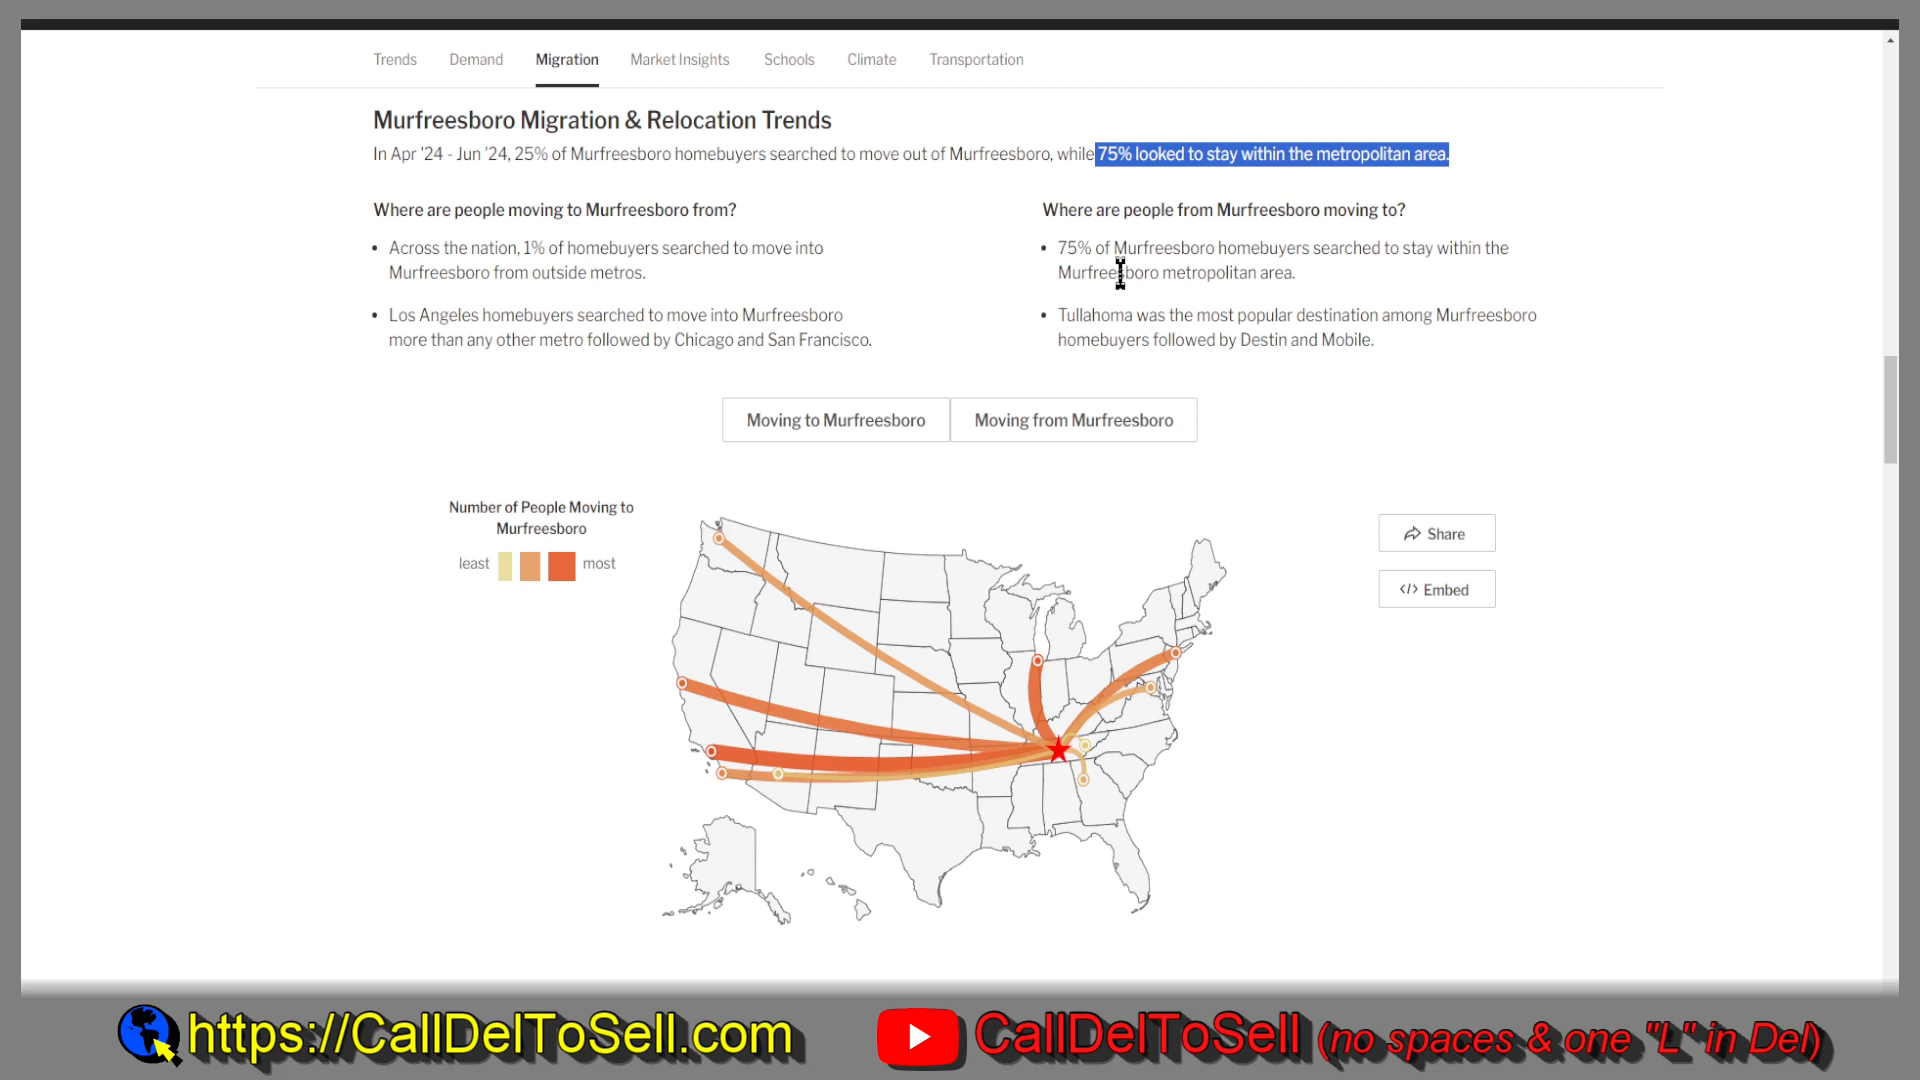 Trends Demand Migration Market Insights Schools Climate Transportation
Murfreesboro Migration & Relocation Trends
In Apr '24 - Jun '24, 25% of Murfreesboro homebuyers searched to move out of Murfreesboro, while 75% looked to stay within the metropolitan area.
Where are people moving to Murfreesboro from?
• Across the nation, 1% of homebuyers searched to move into
Murfreesboro from outside metros.
• Los Angeles homebuyers searched to move into Murfreesboro
more than any other metro followed by Chicago and San Francisco.
Where are people from Murfreesboro moving to?
• 75% of Murfreesboro homebuyers searched to stay within the
Murfreesboro metropolitan area.
• Tullahoma was the most popular destination among Murfreesboro
homebuyers followed by Destin and Mobile.
Moving to Murfreesboro Moving from Murfreesboro
Number of People Moving to
Murfreesboro
least most
Share
</> Embed
https://CallDelToSell.com CallDelToSell (no spaces & one "L" in Del)